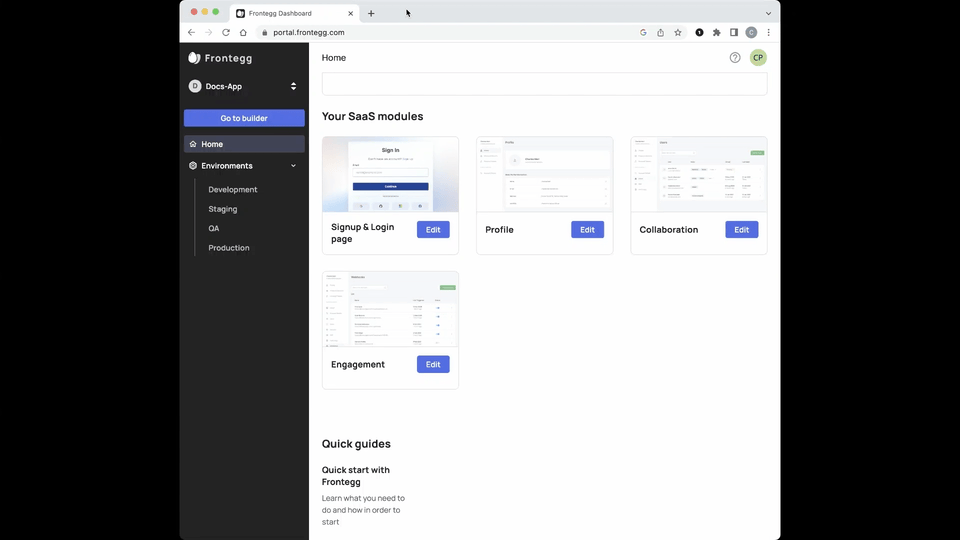 Frontegg Dashboard
portal.frontegg.com
Frontegg
D Docs-App
Go to builder
Home
Environments
Development
Staging
QA
Production
Home
CP
Your SaaS modules
Sign In
Continue
Signup & Login
page
Edit
Profile
Edit
Collaboration
Edit
Engagement
Edit
Quick guides
Quick start with
Frontegg
Learn what you need to
do and how in order to
start